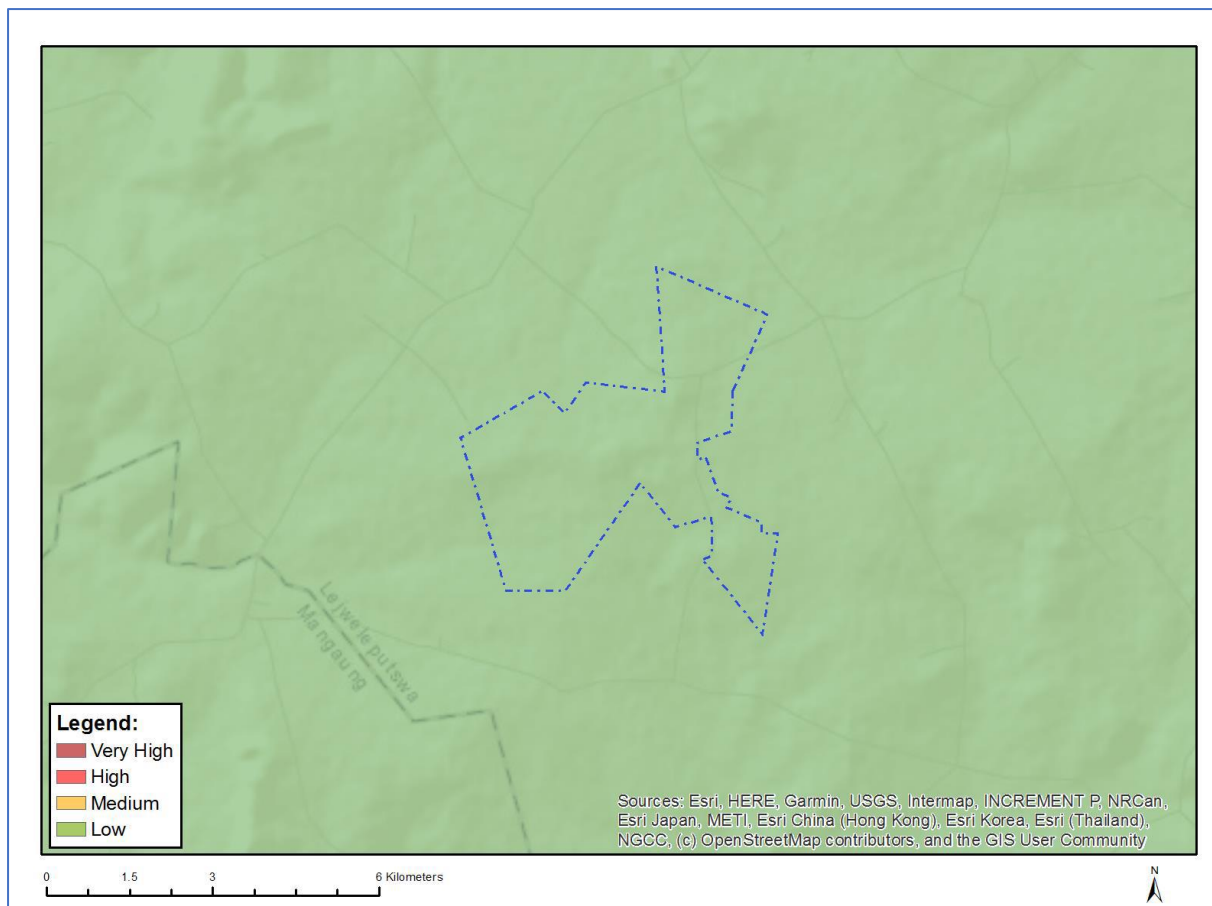 Lejweleputswa
Mangaung
Legend:
Very High
High
Medium
Low
Sources: Esri, HERE, Garmin, USGS, Intermap, INCREMENT P, NRCan,
Esri Japan, METI, Esri China (Hong Kong), Esri Korea, Esri (Thailand),
NGCC, (c) OpenStreetMap contributors, and the GIS User Community
0 1.5 3 6 Kilometers
N